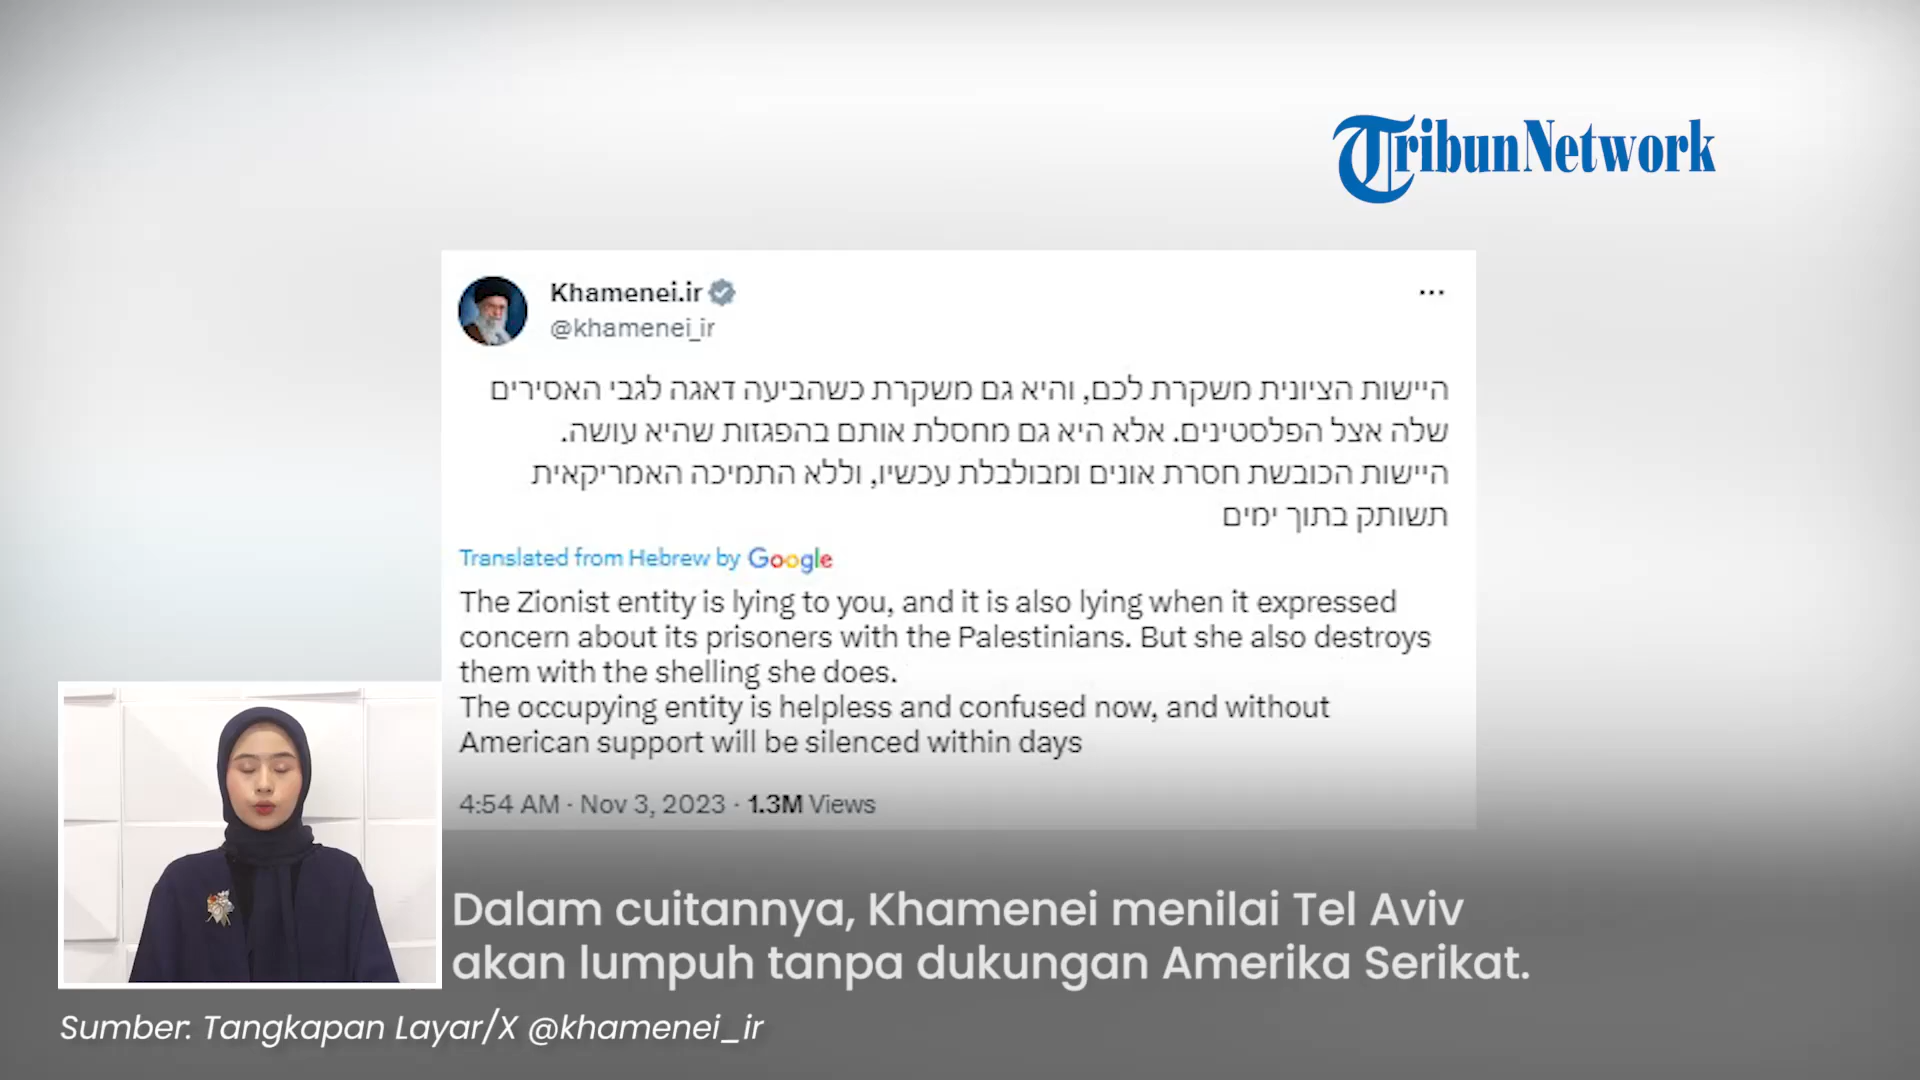 TribunNetwork
Khamenei.ir
@khamenei_ir
היישות הציונית משקרת לכם, והיא גם משקרת כשהביעה דאגה לגבי האסירים
שלה אצל הפלסטינים. אלא היא גם מחסלת אותם בהפגזות שהיא עושה.
היישות הכובשת חסרת אונים ומבולבלת עכשיו, וללא התמיכה האמריקאית
תשותק בתוך ימים
Translated from Hebrew by Google
The Zionist entity is lying to you, and it is also lying when it expressed
concern about its prisoners with the Palestinians. But she also destroys
them with the shelling she does.
The occupying entity is helpless and confused now, and without
American support will be silenced within days
4:54 AM · Nov 3, 2023 · 1.3M Views
Dalam cuitannya, Khamenei menilai Tel Aviv
akan lumpuh tanpa dukungan Amerika Serikat.
Sumber: Tangkapan Layar/X @khamenei_ir